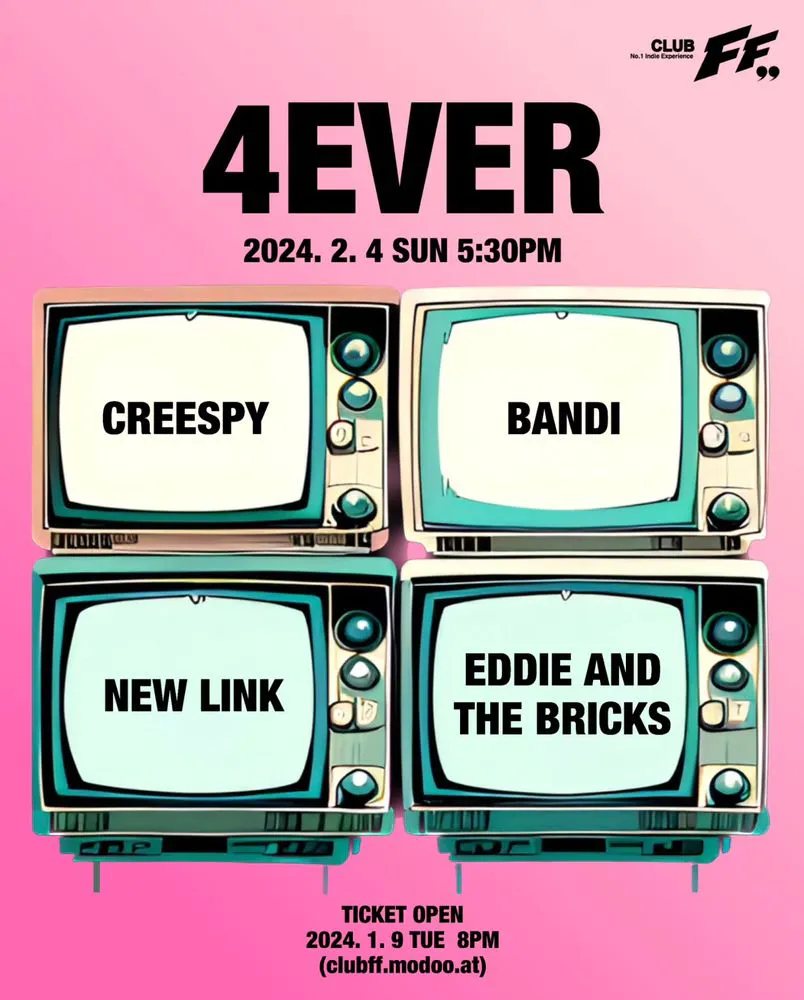 CLUB
No.1 Indie Experience
FF
4EVER
2024. 2. 4 SUN 5:30PM
CREESPY
BANDI
NEW LINK
EDDIE AND
THE BRICKS
TICKET OPEN
2024. 1. 9 TUE 8PM
(clubff.modoo.at)